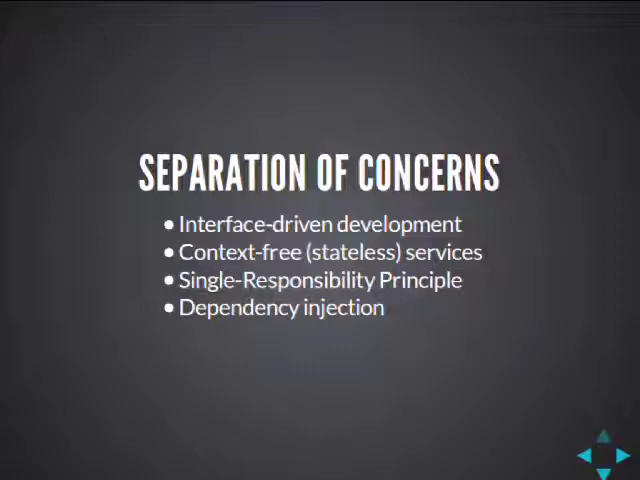 SEPARATION OF CONCERNS
• Interface-driven development
• Context-free (stateless) services
• Single-Responsibility Principle
• Dependency injection